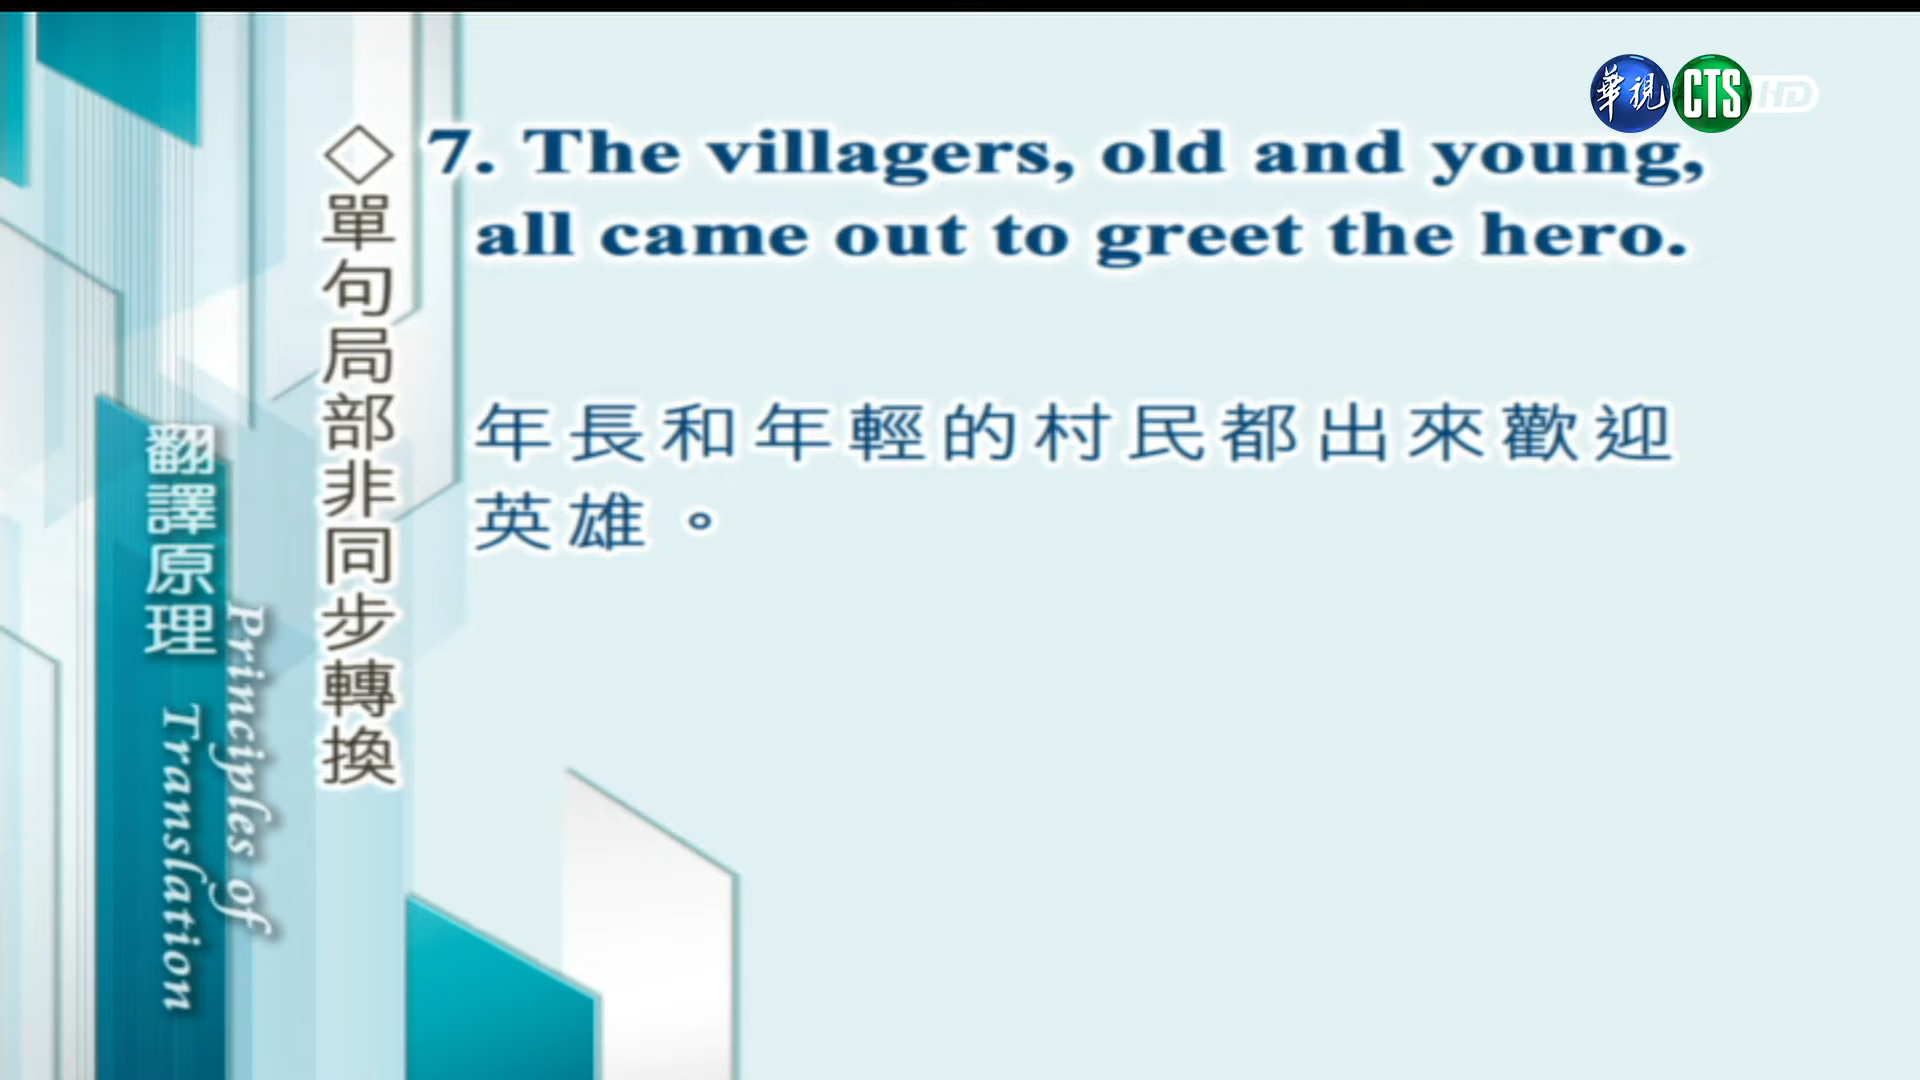 華視 CTS HD
7. The villagers, old and young,
all came out to greet the hero.
年長和年輕的村民都出來歡迎
英雄。
◇單句局部非同步轉換
翻譯原理
Principles of
Translation